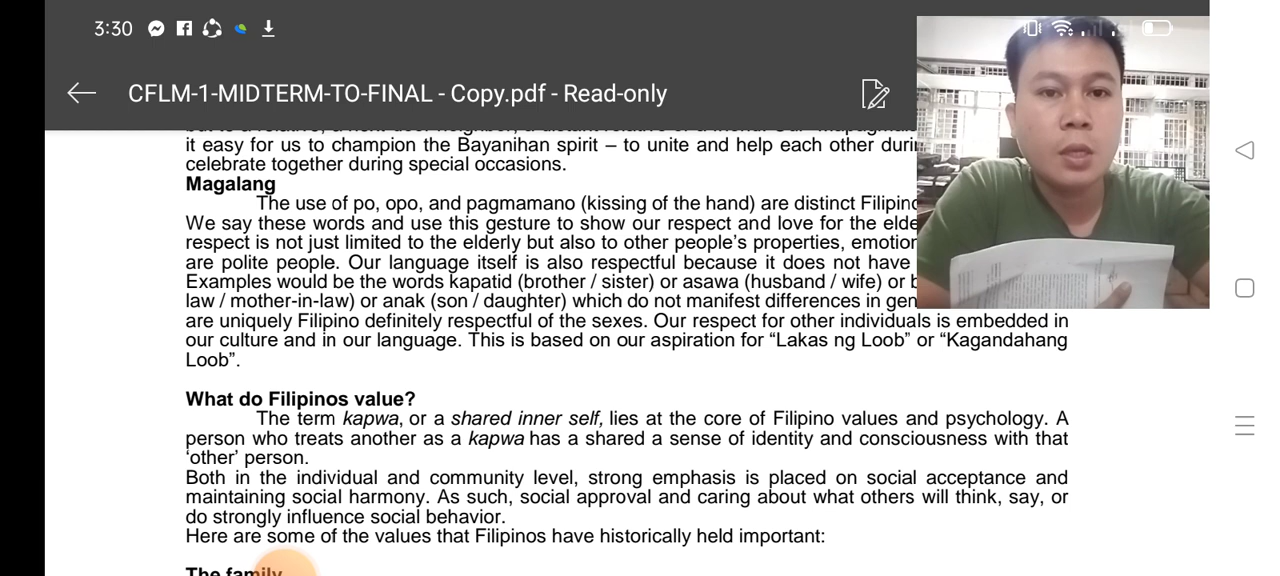 3:30
CFLM-1-MIDTERM-TO-FINAL - Copy.pdf - Read-only
it easy for us to champion the Bayanihan spirit – to unite and help each other
celebrate together during special occasions.
Magalang
The use of po, opo, and pagmamano (kissing of the hand) are distinct
We say these words and use this gesture to show our respect and love for the
respect is not just limited to the elderly but also to other people's properties,
are polite people. Our language itself is also respectful because it does not have
Examples would be the words kapatid (brother / sister) or asawa (husband / wife) or
law / mother-in-law) or anak (son / daughter) which do not manifest differences in
are uniquely Filipino definitely respectful of the sexes. Our respect for other individuals is embedded in
our culture and in our language. This is based on our aspiration for “Lakas ng Loob” or “Kagandahang
Loob”.
What do Filipinos value?
The term kapwa, or a shared inner self, lies at the core of Filipino values and psychology. A
person who treats another as a kapwa has a shared a sense of identity and consciousness with that
‘other’ person.
Both in the individual and community level, strong emphasis is placed on social acceptance and
maintaining social harmony. As such, social approval and caring about what others will think, say, or
do strongly influence social behavior.
Here are some of the values that Filipinos have historically held important:
The family